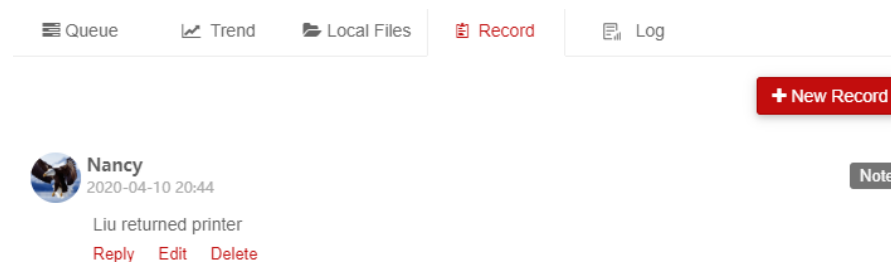 Queue Trend Local Files Record Log
New Record
Nancy
2020-04-10 20:44
Note
Liu returned printer
Reply Edit Delete